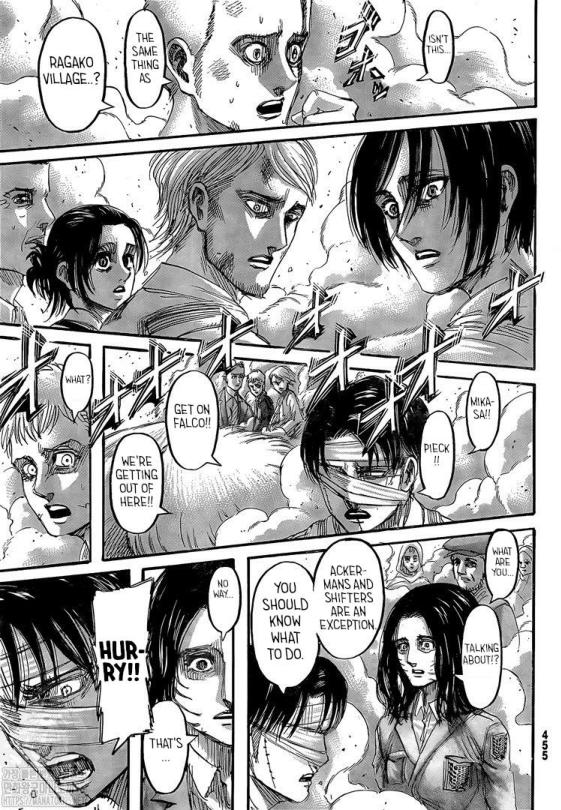 ISN'T
THIS...
THE
SAME
THING
AS
RAGAKO
VILLAGE..?
オ オ オ オ
MIKA-
SA!!
PIECK
!!
GET ON
FALCO!!
WE'RE
GETTING
OUT OF
HERE!!
WHAT?
WHAT
ARE
YOU...
TALKING
ABOUT!?
ACKER-
MANS AND
SHIFTERS
ARE AN
EXCEPTION.
YOU
SHOULD
KNOW
WHAT
TO DO.
NO
WAY...
THAT'S
...
HUR-
RY!!
455